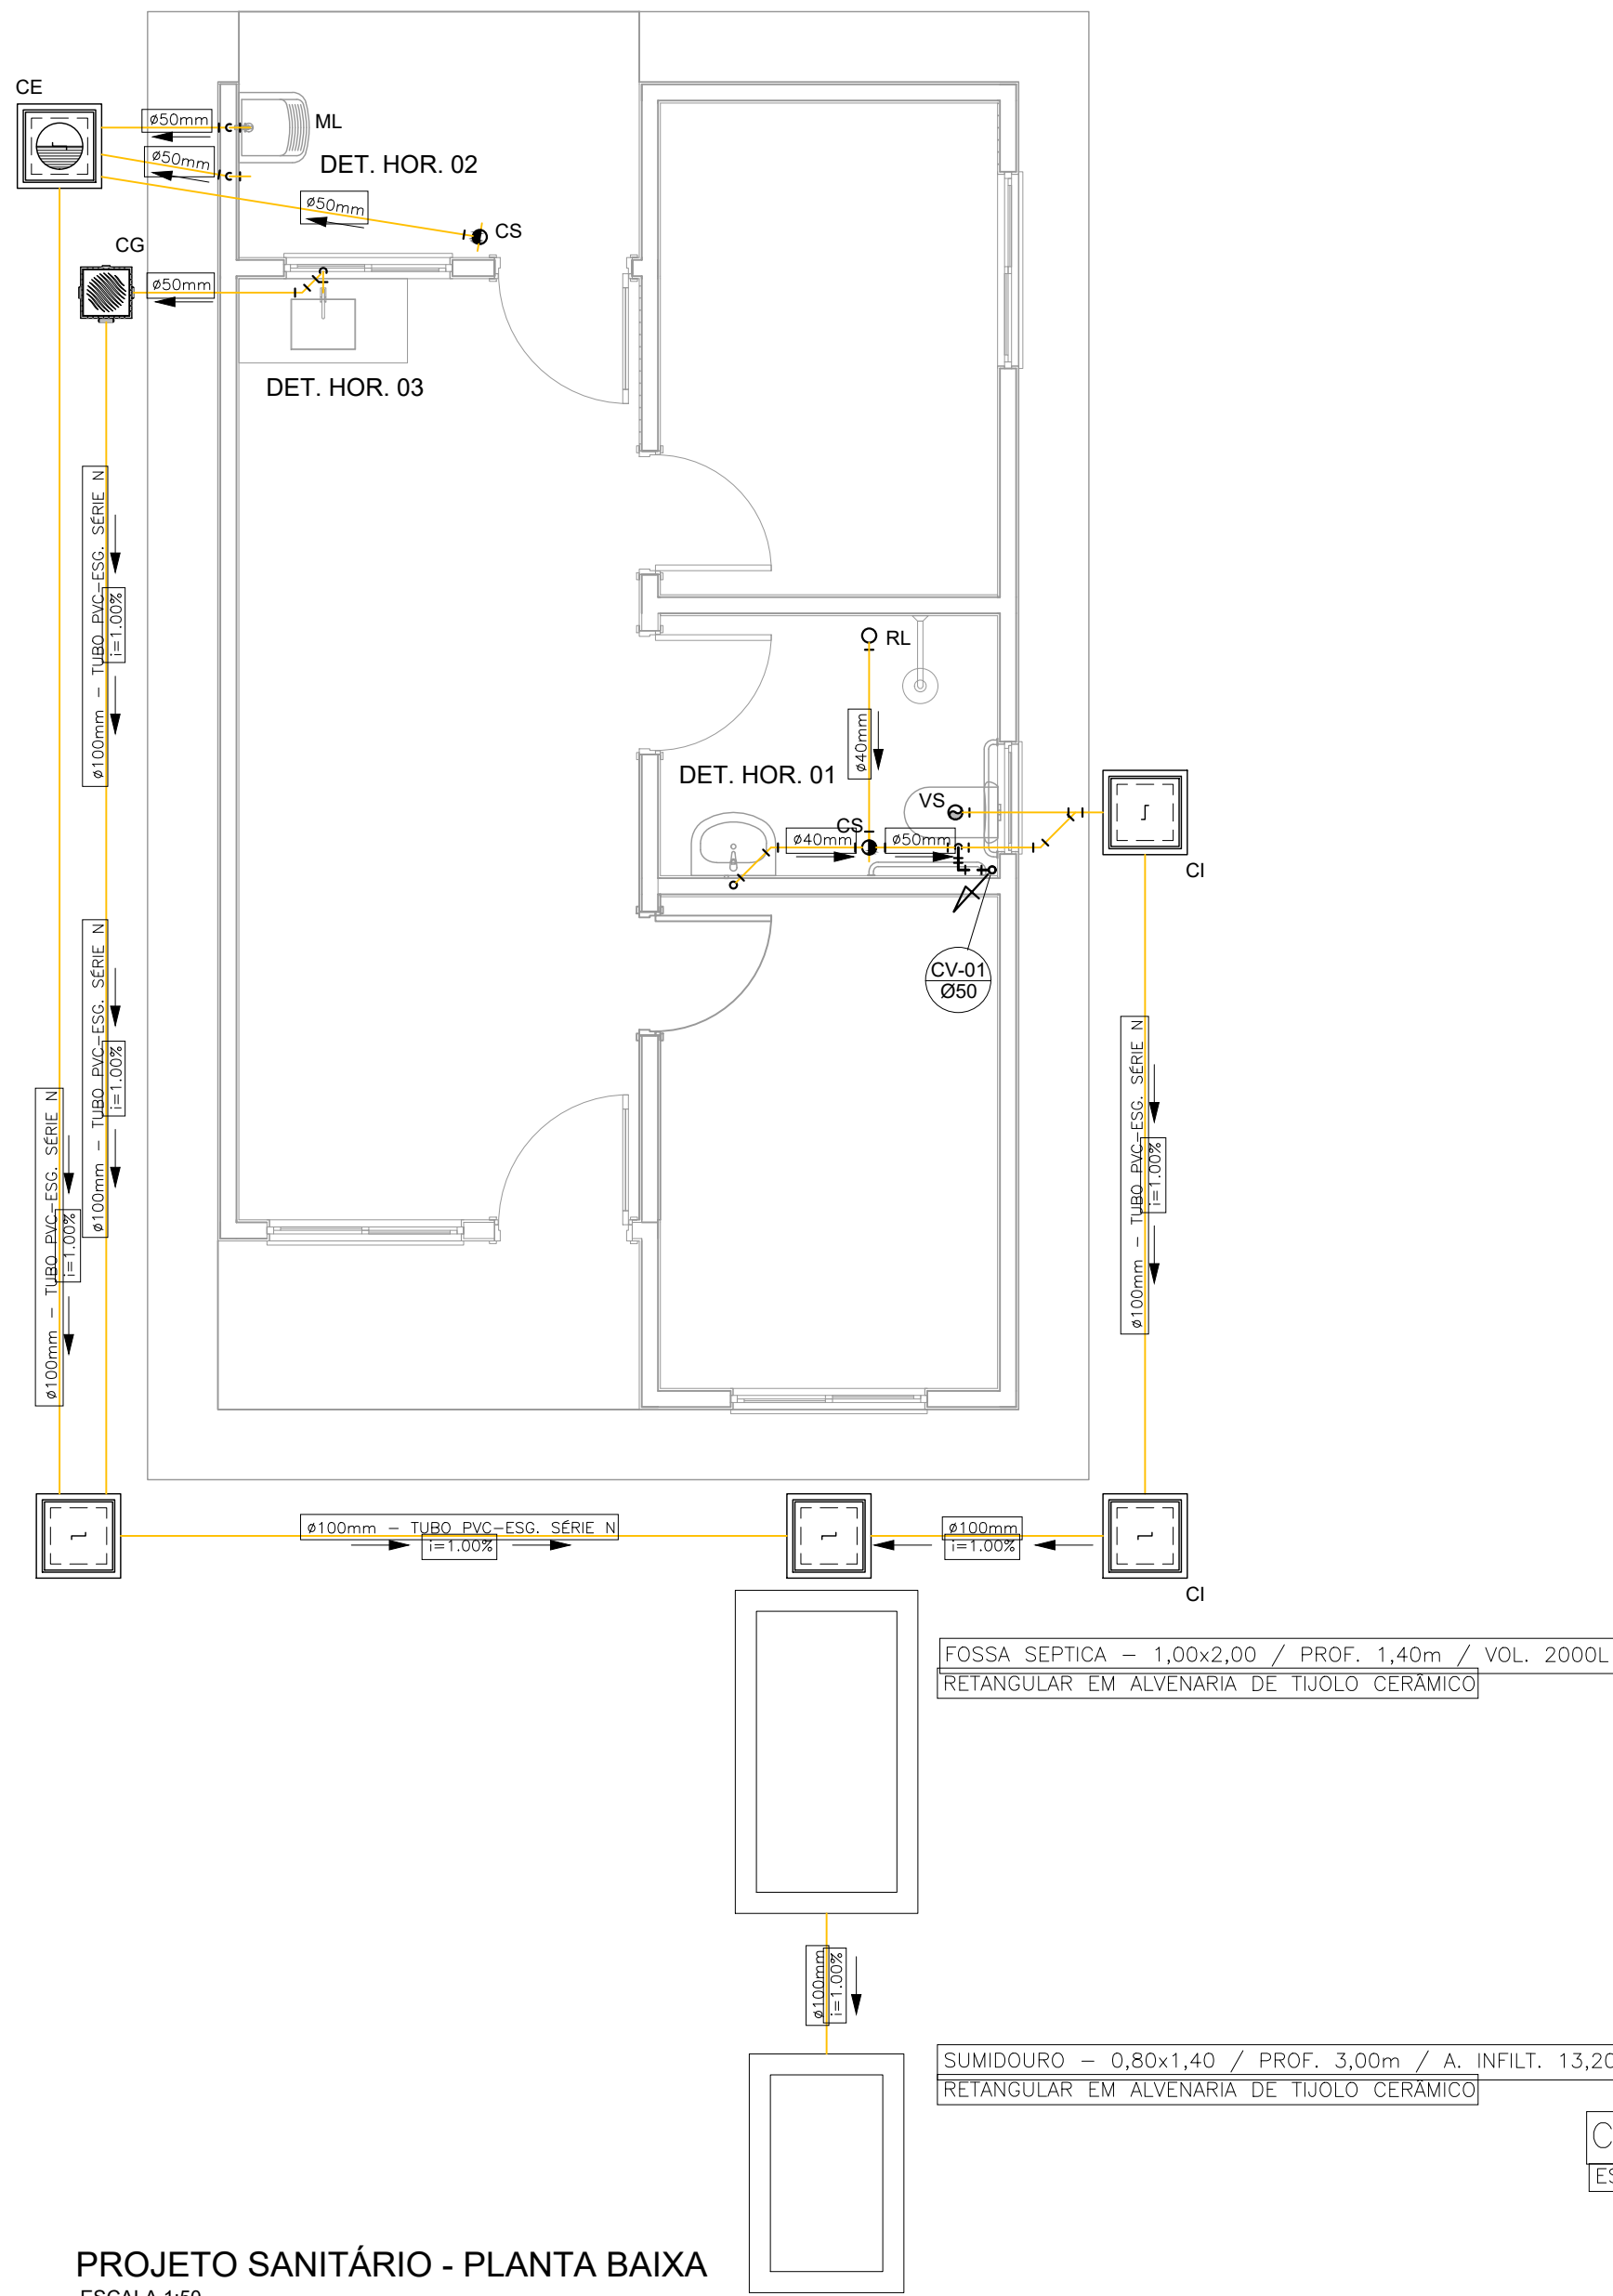 CE
ø50mm
ML
DET. HOR. 02
ø50mm
ø50mm
CS
CG
ø50mm
DET. HOR. 03
ø100mm – TUBO PVC–ESG. SÉRIE N
i=1.00%
RL
ø40mm
DET. HOR. 01
VS
CS
ø40mm
ø50mm
CI
CV-01
Ø50
ø100mm – TUBO PVC–ESG. SÉRIE N
i=1.00%
ø100mm – TUBO PVC–ESG. SÉRIE N
i=1.00%
ø100mm – TUBO PVC–ESG. SÉRIE N
i=1.00%
ø100mm – TUBO PVC–ESG. SÉRIE N
i=1.00%
ø100mm
i=1.00%
CI
FOSSA SEPTICA – 1,00x2,00 / PROF. 1,40m / VOL. 2000L
RETANGULAR EM ALVENARIA DE TIJOLO CERÂMICO
ø100mm
i=1.00%
SUMIDOURO – 0,80x1,40 / PROF. 3,00m / A. INFILT. 13,20
RETANGULAR EM ALVENARIA DE TIJOLO CERÂMICO
PROJETO SANITÁRIO - PLANTA BAIXA
ESCALA 1:50